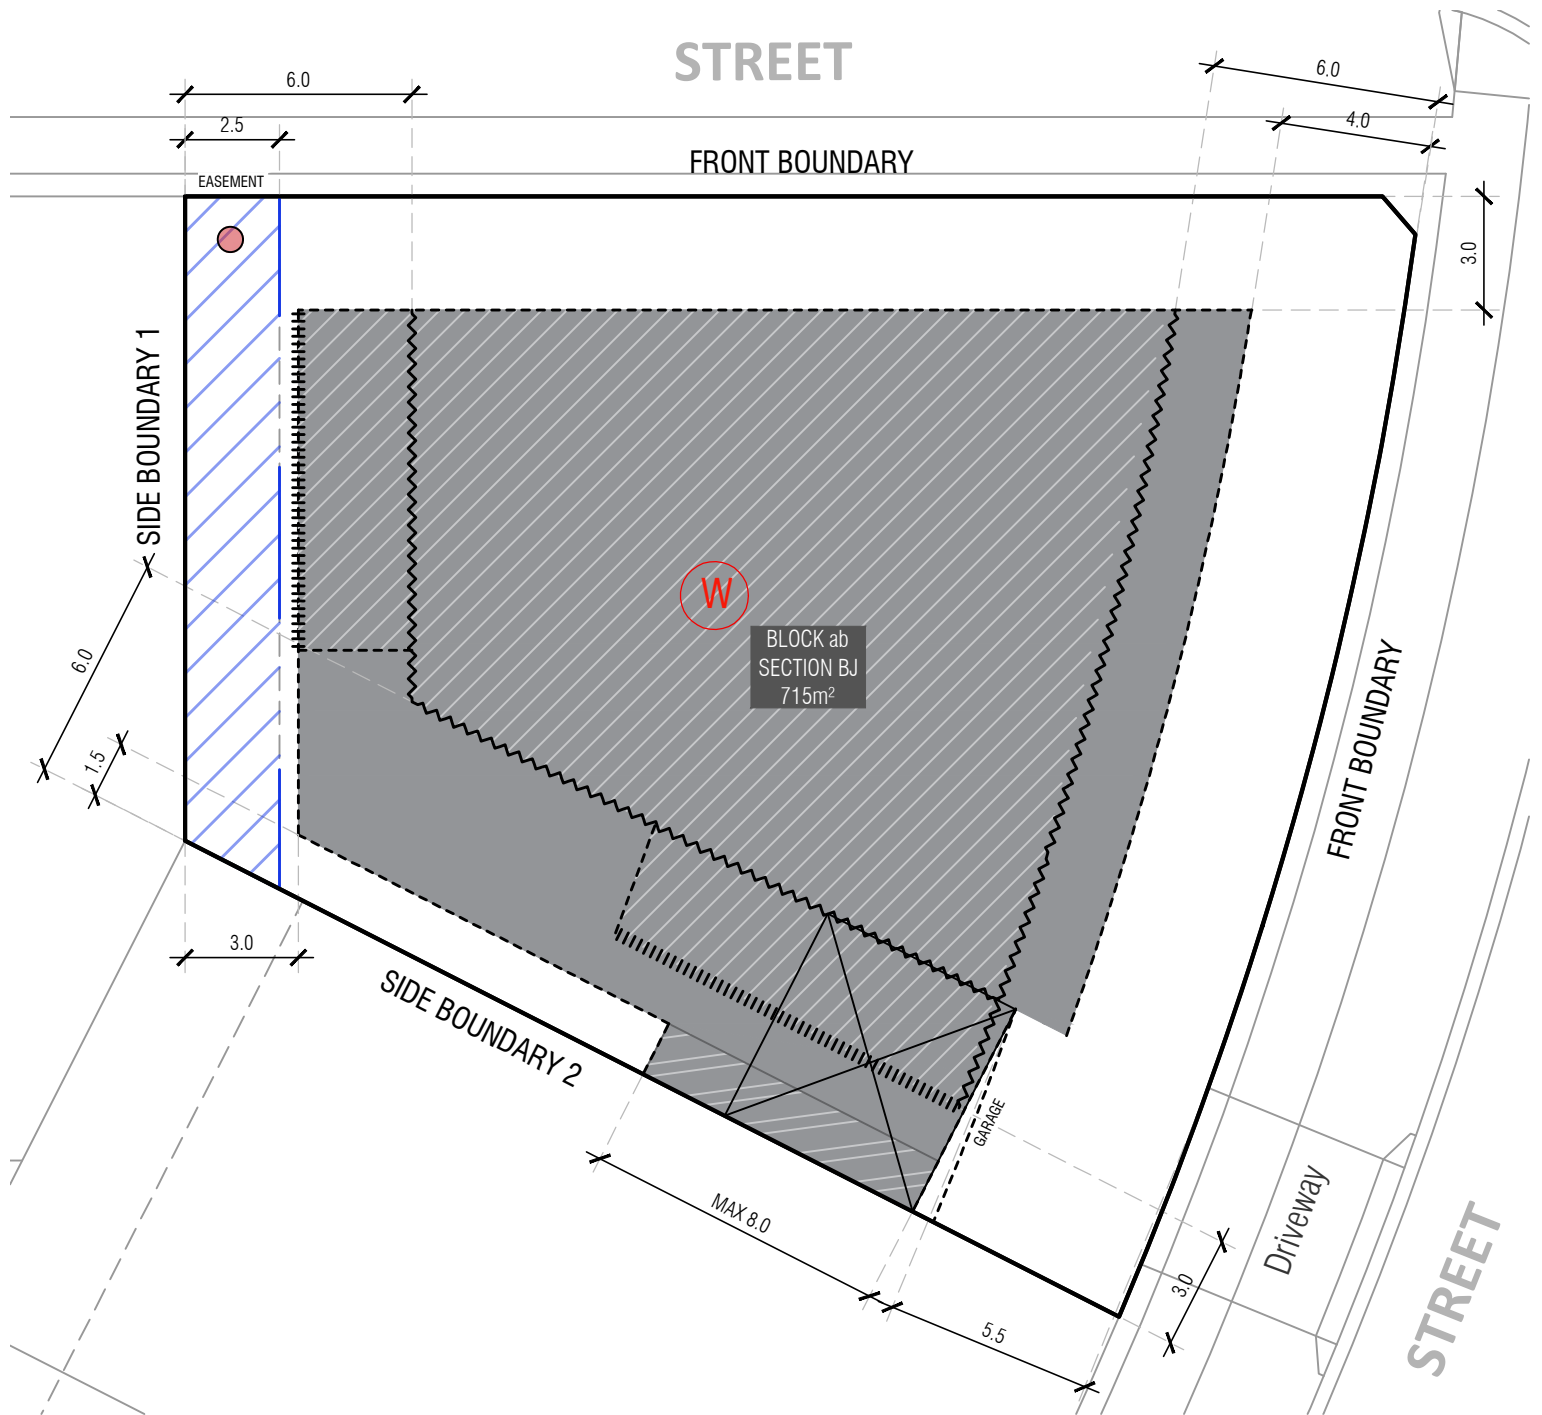 STREET
6.0
6.0
2.5
4.0
FRONT BOUNDARY
EASEMENT
3.0
SIDE BOUNDARY 1
W
BLOCK ab
SECTION BJ
715m²
6.0
1.5
FRONT BOUNDARY
3.0
SIDE BOUNDARY 2
GARAGE
MAX 8.0
Driveway
3.0
5.5
STREET